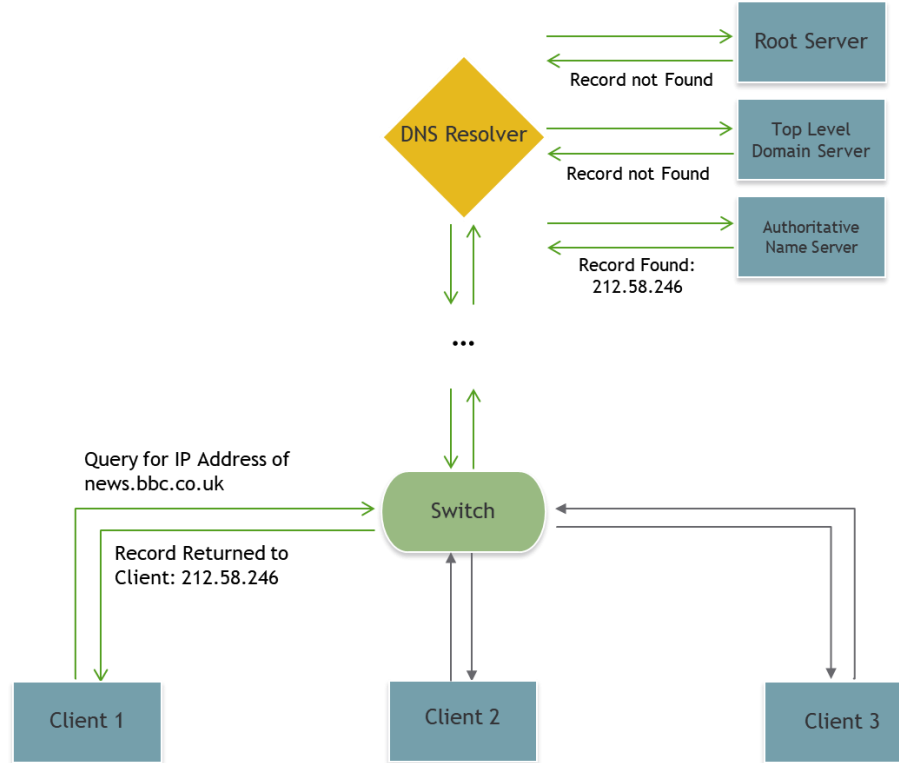 Root Server
Record not Found
DNS Resolver
Top Level
Domain Server
Record not Found
Authoritative
Name Server
Record Found:
212.58.246
...
Query for IP Address of
news.bbc.co.uk
Switch
Record Returned to
Client: 212.58.246
Client 1
Client 2
Client 3